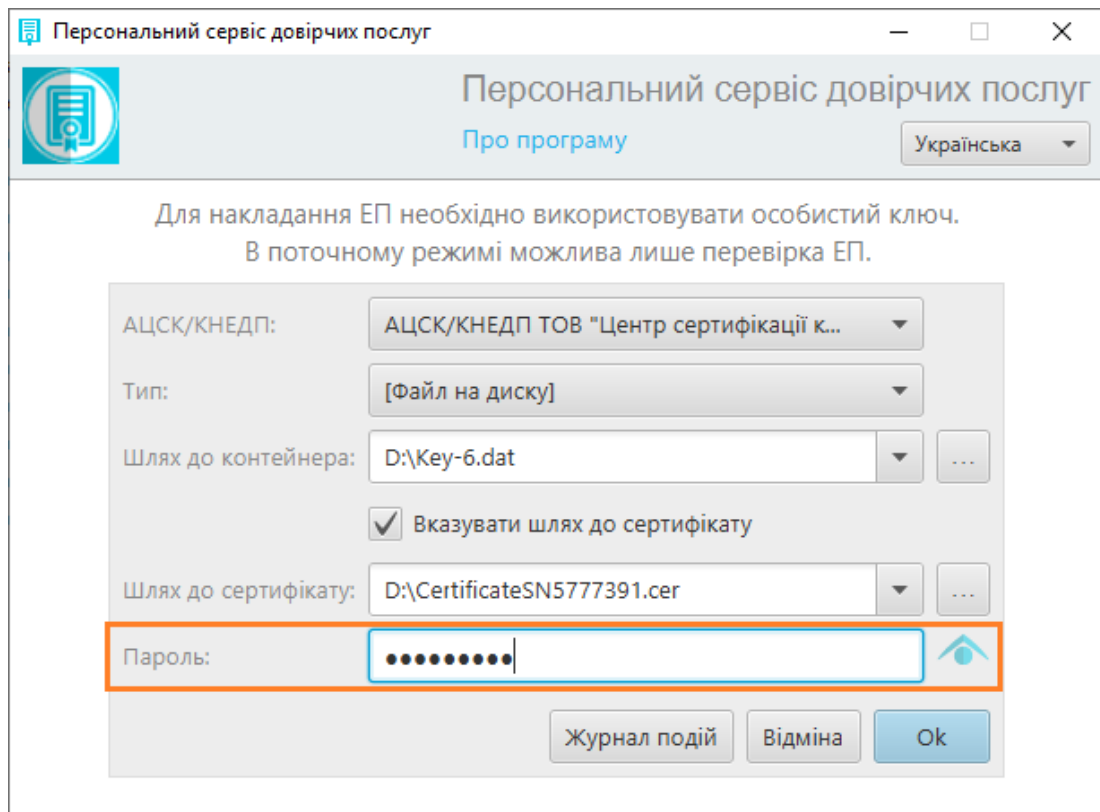 Персональний сервіс довірчих послуг
Персональний сервіс довірчих послуг
Про програму
Українська
Для накладання ЕП необхідно використовувати особистий ключ.
В поточному режимі можлива лише перевірка ЕП.
АЦСК/КНЕДП: АЦСК/КНЕДП ТОВ "Центр сертифікації к...
Тип: [Файл на диску]
Шлях до контейнера: D:\Key-6.dat ...
Вказувати шлях до сертифікату
Шлях до сертифікату: D:\CertificateSN5777391.cer ...
Пароль: •••••••••
Журнал подій Відміна Ok